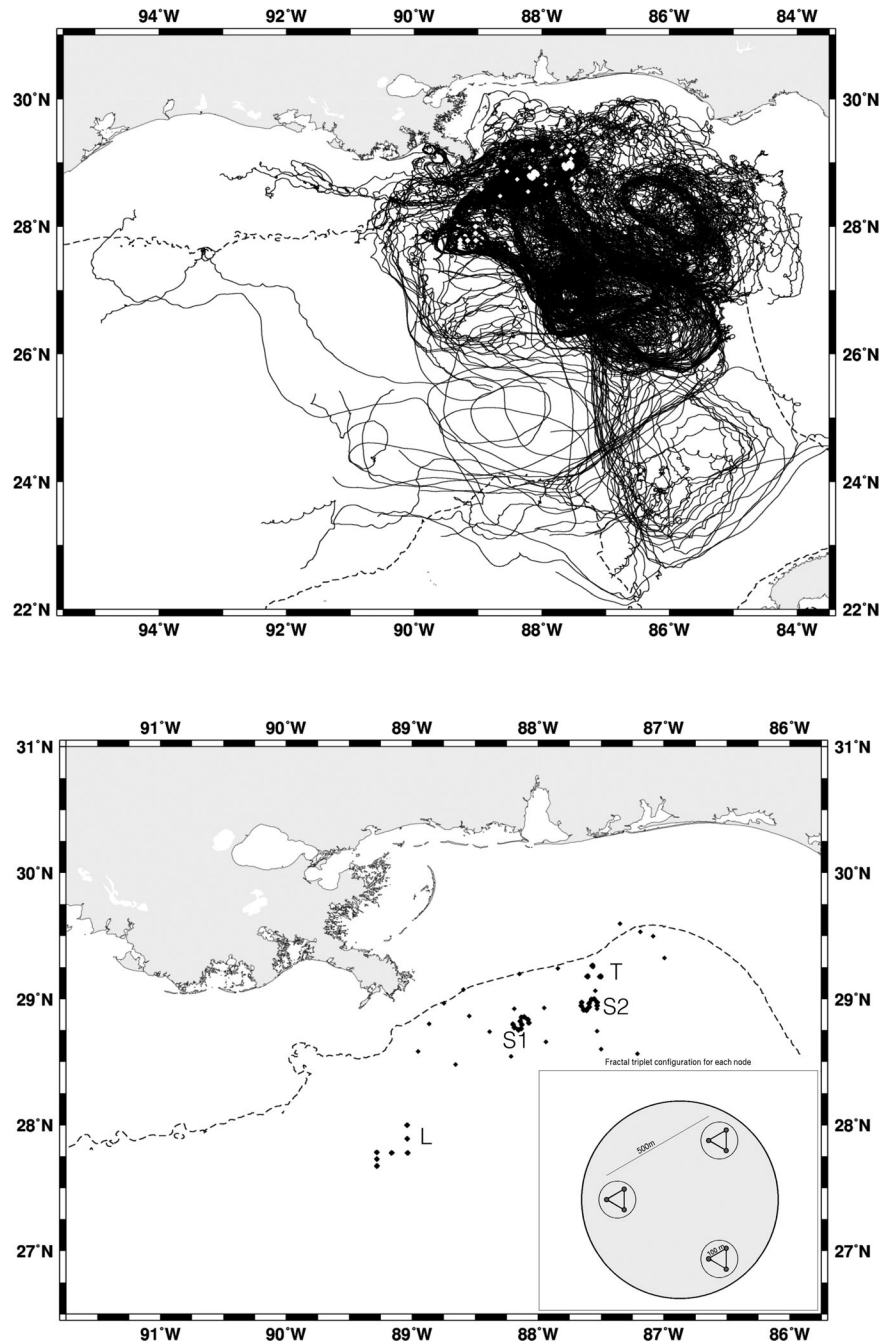 94˚W 92˚W 90˚W 88˚W 86˚W 84˚W
30˚N 30˚N
28˚N 28˚N
26˚N 26˚N
24˚N 24˚N
22˚N 22˚N
94˚W 92˚W 90˚W 88˚W 86˚W 84˚W
91˚W 90˚W 89˚W 88˚W 87˚W 86˚W
31˚N 31˚N
30˚N 30˚N
T
29˚N 29˚N
S2
S1
Fractal triplet configuration for each node
28˚N 28˚N
L
500m
100 m
27˚N 27˚N
91˚W 90˚W 89˚W 88˚W 87˚W 86˚W